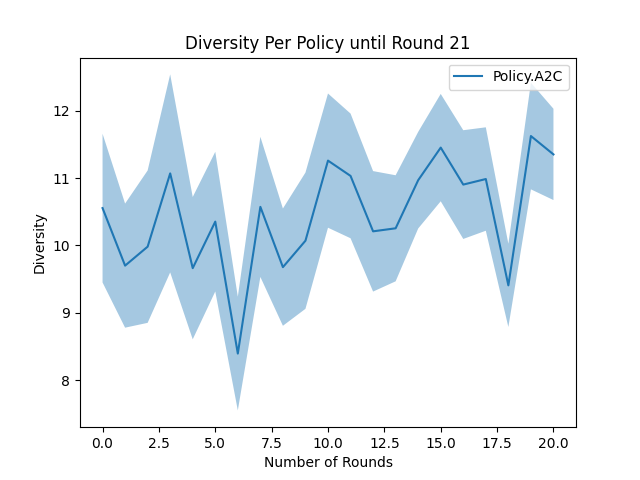 Diversity Per Policy until Round 21
Policy.A2C
12
11
10
9
8
Diversity
0.0 2.5 5.0 7.5 10.0 12.5 15.0 17.5 20.0
Number of Rounds